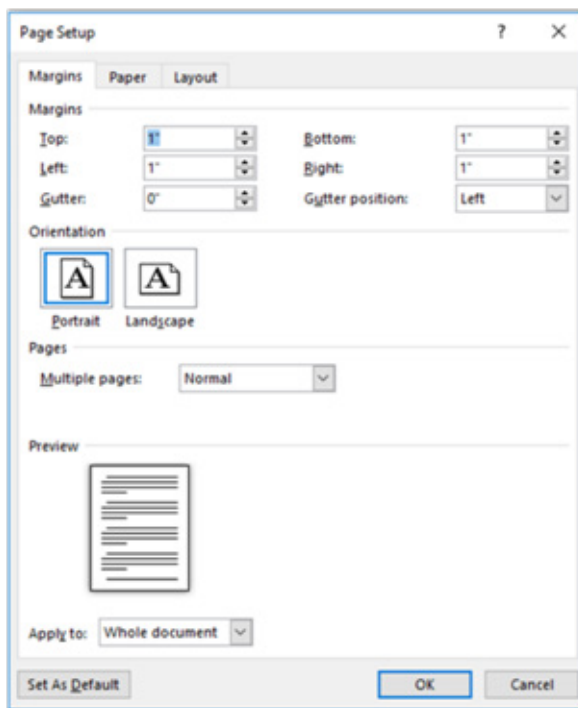 Page Setup ? ×
Margins Paper Layout
Margins
Top: 1" Bottom: 1"
Left: 1" Right: 1"
Gutter: 0" Gutter position: Left
Orientation
A A
Portrait Landscape
Pages
Multiple pages: Normal
Preview
Apply to: Whole document
Set As Default OK Cancel